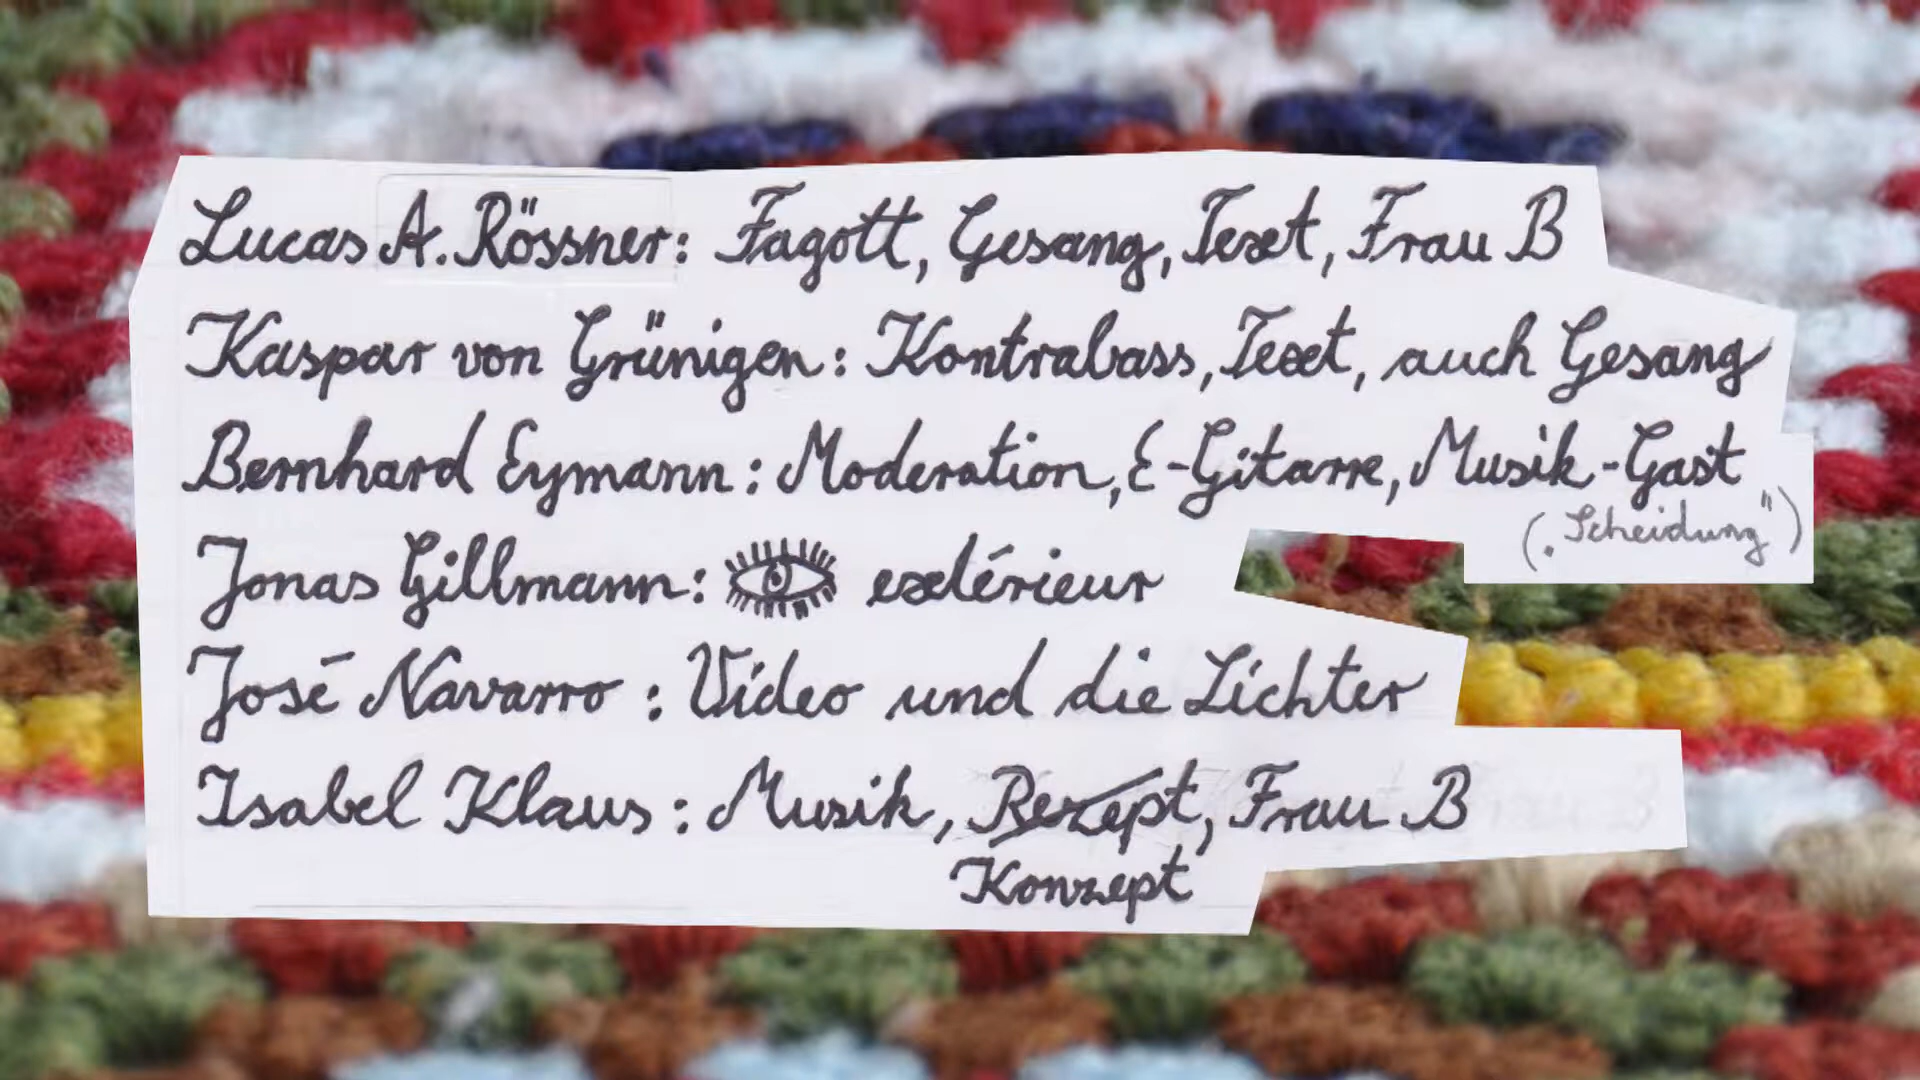 Lucas A. Rössner: Fagott, Gesang, Text, Frau B
Kaspar von Grünigen: Kontrabass, Text, auch Gesang
Bernhard Eymann: Moderation, E-Gitarre, Musik-Gast
(„Scheidung")
Jonas Gillmann: extérieur
José Navarro: Video und die Lichter
Isabel Klaus: Musik, Rezept, Frau B
Konzept